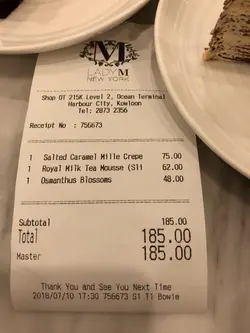 M
LADY M
NEW YORK
Shop OT 215K Level 2, Ocean Terminal
Harbour City, Kowloon
Tel: 2873 2356
Receipt No : 756673
1 Salted Caramel Mille Crepe 75.00
1 Royal Milk Tea Mousse (Sli 62.00
1 Osmanthus Blossoms 48.00
Subtotal 185.00
Total 185.00
Master 185.00
Thank You and See You Next Time
2018/07/10 17:30 756673 S1 T1 Bowie